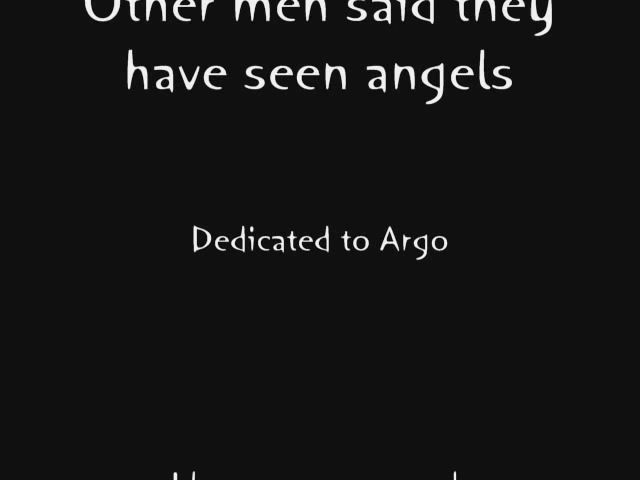 Other men said they
have seen angels
Dedicated to Argo